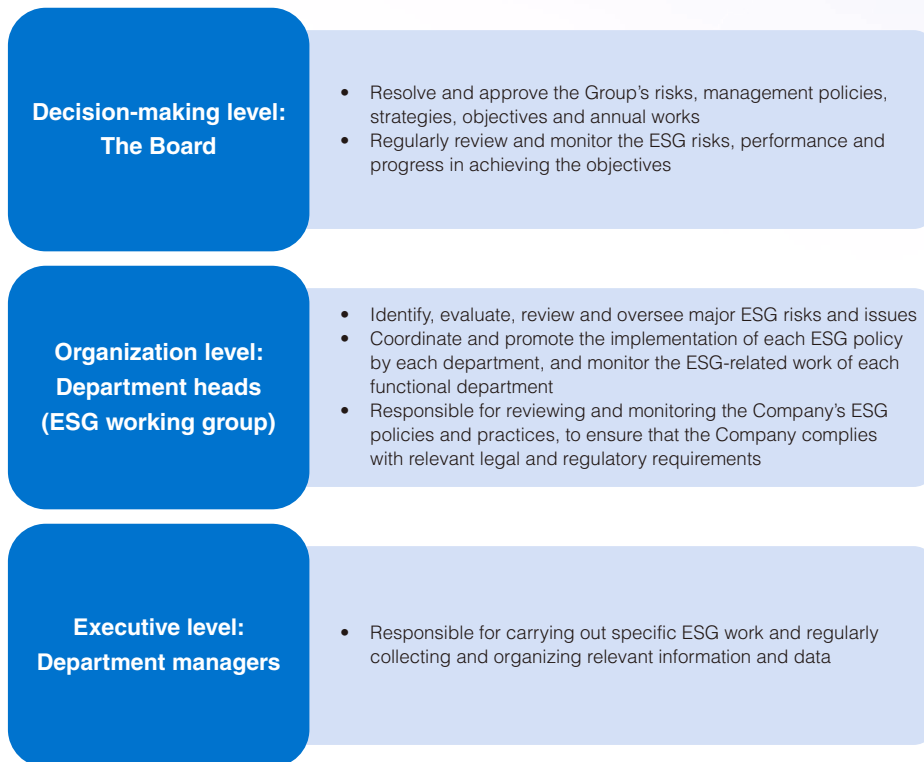 Decision-making level:
The Board
• Resolve and approve the Group's risks, management policies,
strategies, objectives and annual works
• Regularly review and monitor the ESG risks, performance and
progress in achieving the objectives
Organization level:
Department heads
(ESG working group)
• Identify, evaluate, review and oversee major ESG risks and issues
• Coordinate and promote the implementation of each ESG policy
by each department, and monitor the ESG-related work of each
functional department
• Responsible for reviewing and monitoring the Company's ESG
policies and practices, to ensure that the Company complies
with relevant legal and regulatory requirements
Executive level:
Department managers
• Responsible for carrying out specific ESG work and regularly
collecting and organizing relevant information and data